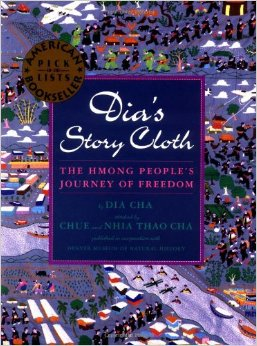 AMERICAN
PICK
OF THE
LISTS
BOOKSELLER
Dia's
Story Cloth
THE HMONG PEOPLE'S
JOURNEY OF FREEDOM
by DIA CHA
stitched by
CHUE and NHIA THAO CHA
published in cooperation with
DENVER MUSEUM OF NATURAL HISTORY